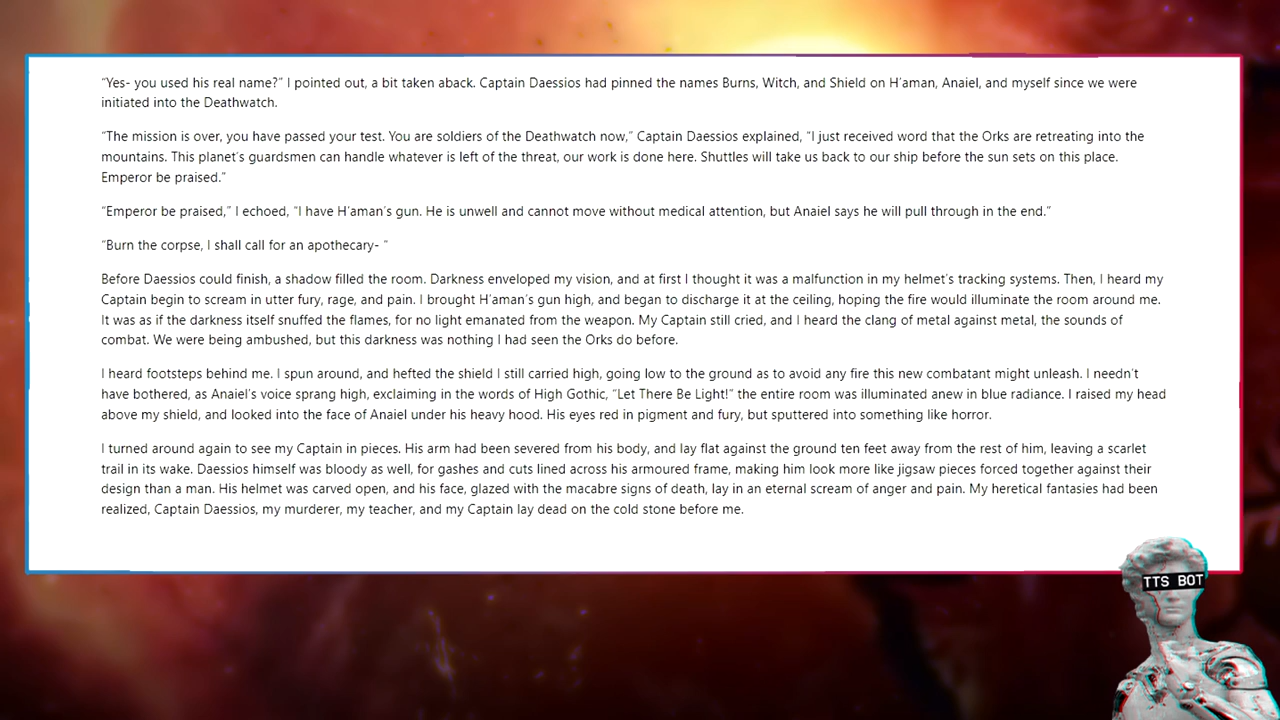 “Yes- you used his real name?” I pointed out, a bit taken aback. Captain Daessios had pinned the names Burns, Witch, and Shield on H’aman, Anaiel, and myself since we were
initiated into the Deathwatch.
“The mission is over, you have passed your test. You are soldiers of the Deathwatch now,” Captain Daessios explained, “I just received word that the Orks are retreating into the
mountains. This planet’s guardsmen can handle whatever is left of the threat, our work is done here. Shuttles will take us back to our ship before the sun sets on this place.
Emperor be praised.”
“Emperor be praised,” I echoed, “I have H’aman’s gun. He is unwell and cannot move without medical attention, but Anaiel says he will pull through in the end.”
“Burn the corpse, I shall call for an apothecary- “
Before Daessios could finish, a shadow filled the room. Darkness enveloped my vision, and at first I thought it was a malfunction in my helmet’s tracking systems. Then, I heard my
Captain begin to scream in utter fury, rage, and pain. I brought H’aman’s gun high, and began to discharge it at the ceiling, hoping the fire would illuminate the room around me.
It was as if the darkness itself snuffed the flames, for no light emanated from the weapon. My Captain still cried, and I heard the clang of metal against metal, the sounds of
combat. We were being ambushed, but this darkness was nothing I had seen the Orks do before.
I heard footsteps behind me. I spun around, and hefted the shield I still carried high, going low to the ground as to avoid any fire this new combatant might unleash. I needn’t
have bothered, as Anaiel’s voice sprang high, exclaiming in the words of High Gothic, “Let There Be Light!” the entire room was illuminated anew in blue radiance. I raised my head
above my shield, and looked into the face of Anaiel under his heavy hood. His eyes red in pigment and fury, but sputtered into something like horror.
I turned around again to see my Captain in pieces. His arm had been severed from his body, and lay flat against the ground ten feet away from the rest of him, leaving a scarlet
trail in its wake. Daessios himself was bloody as well, for gashes and cuts lined across his armoured frame, making him look more like jigsaw pieces forced together against their
design than a man. His helmet was carved open, and his face, glazed with the macabre signs of death, lay in an eternal scream of anger and pain. My heretical fantasies had been
realized, Captain Daessios, my murderer, my teacher, and my Captain lay dead on the cold stone before me.
TTS BOT